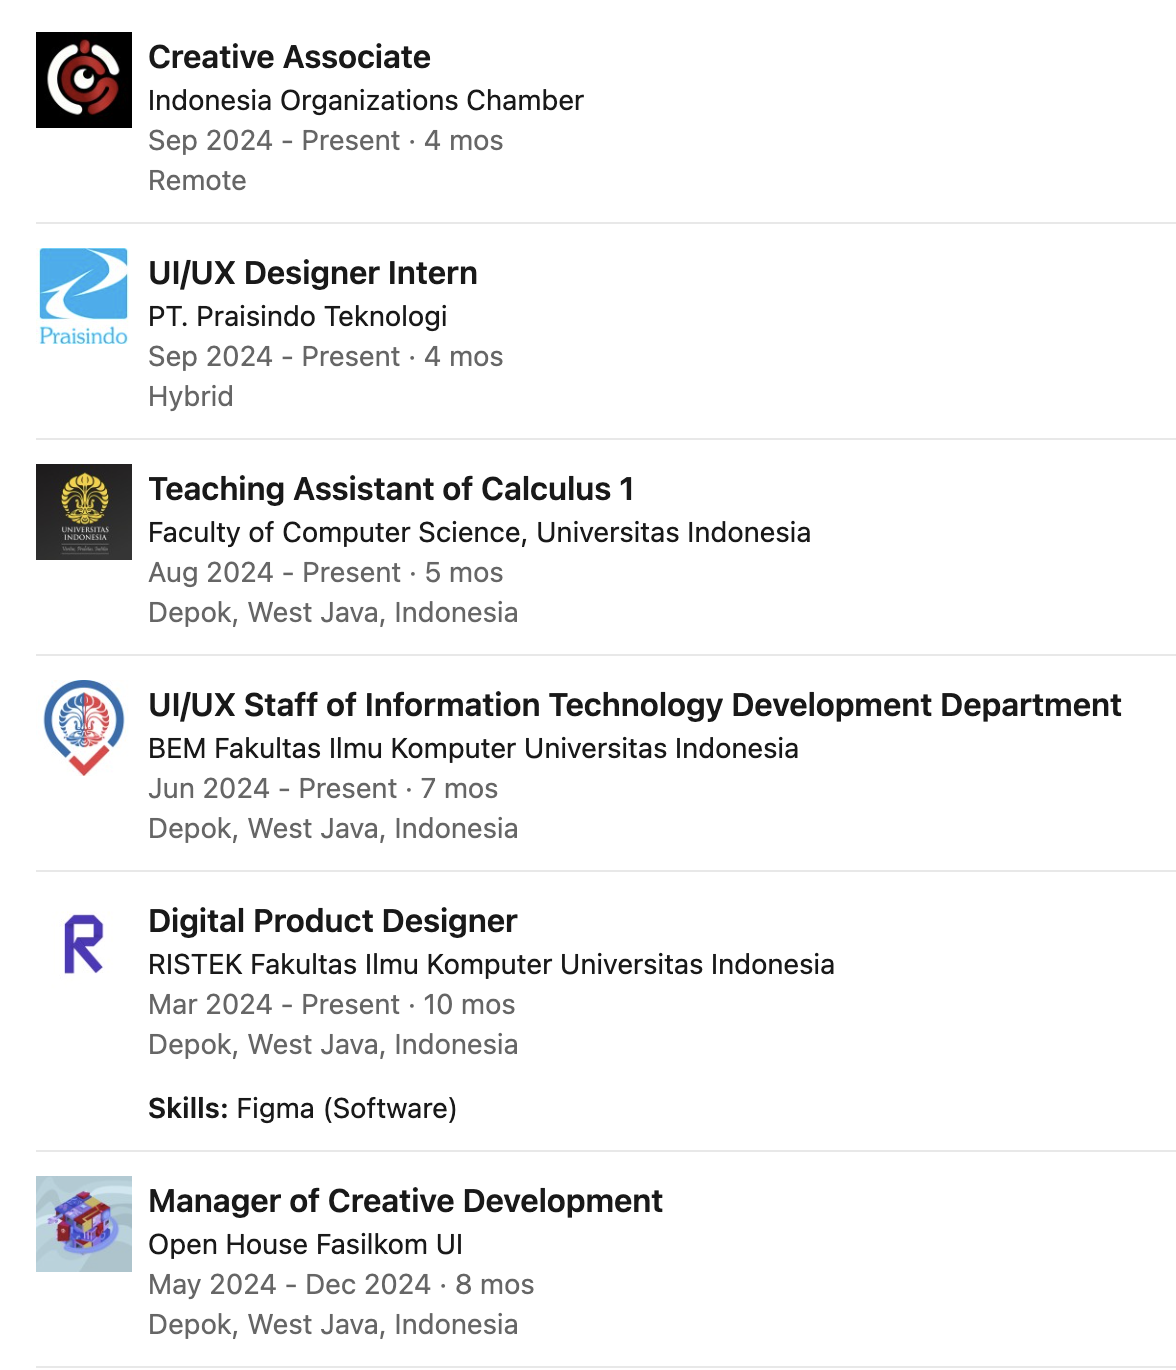 Creative Associate
Indonesia Organizations Chamber
Sep 2024 - Present · 4 mos
Remote
Praisindo
UI/UX Designer Intern
PT. Praisindo Teknologi
Sep 2024 - Present · 4 mos
Hybrid
UNIVERSITAS
INDONESIA
Teaching Assistant of Calculus 1
Faculty of Computer Science, Universitas Indonesia
Aug 2024 - Present · 5 mos
Depok, West Java, Indonesia
UI/UX Staff of Information Technology Development Department
BEM Fakultas Ilmu Komputer Universitas Indonesia
Jun 2024 - Present · 7 mos
Depok, West Java, Indonesia
R
Digital Product Designer
RISTEK Fakultas Ilmu Komputer Universitas Indonesia
Mar 2024 - Present · 10 mos
Depok, West Java, Indonesia
Skills: Figma (Software)
Manager of Creative Development
Open House Fasilkom UI
May 2024 - Dec 2024 · 8 mos
Depok, West Java, Indonesia